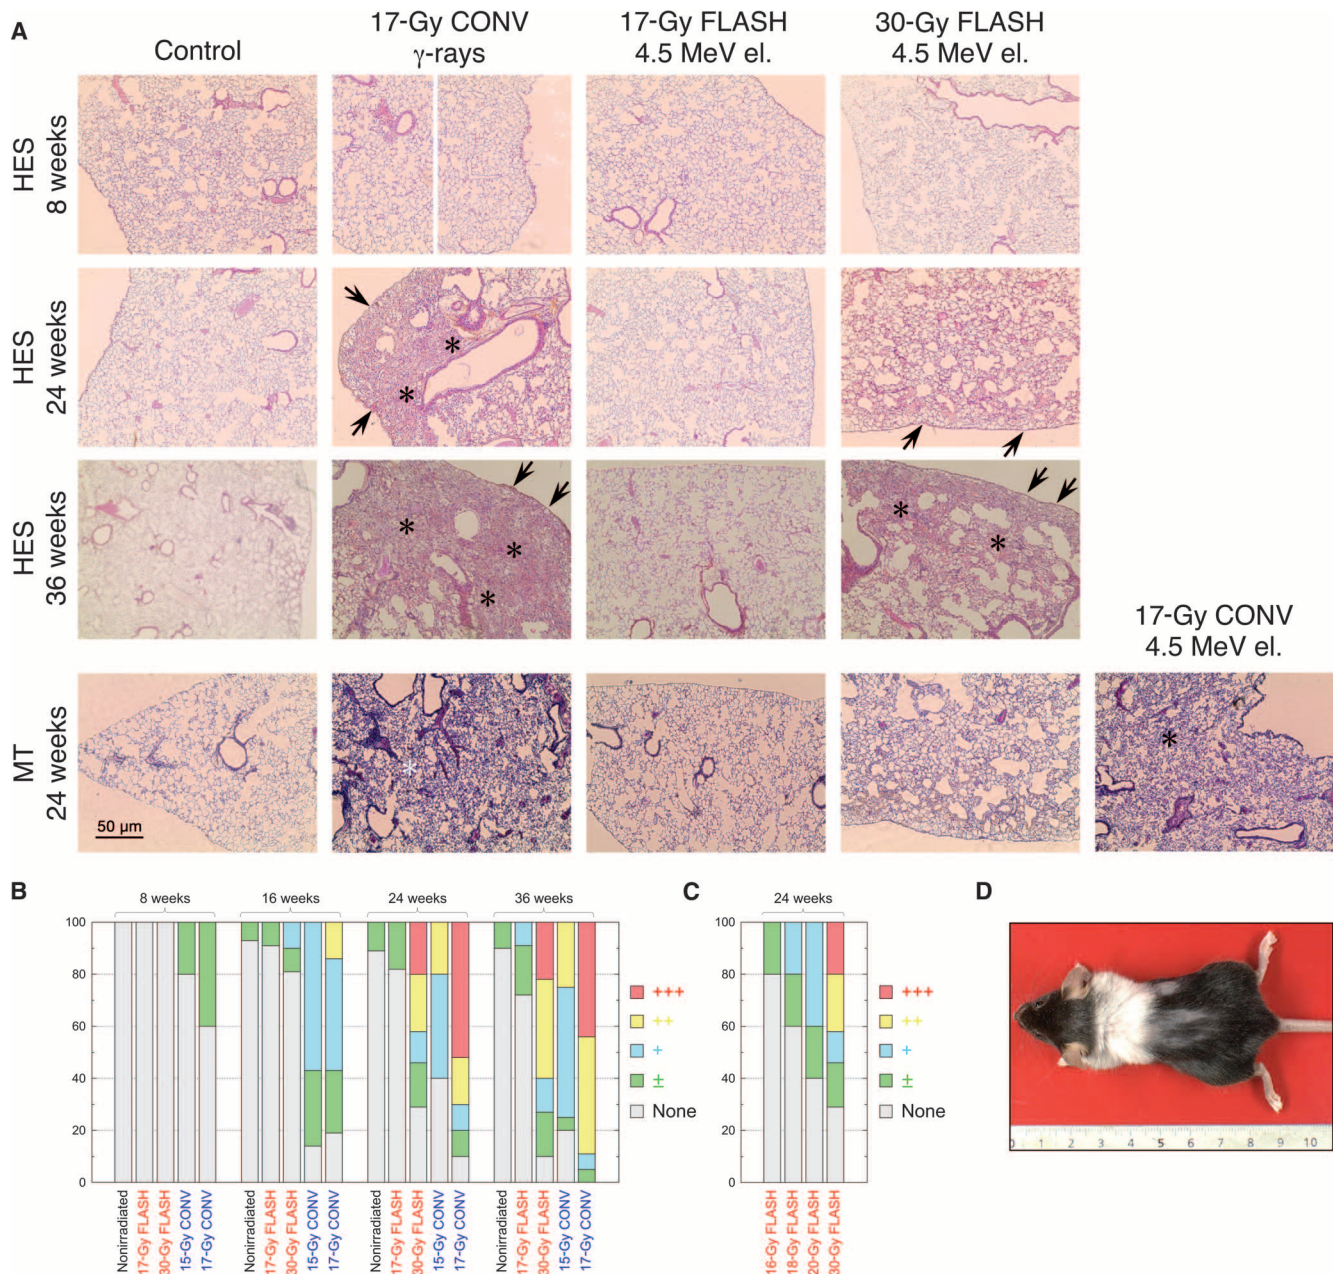 A
Control
17-Gy CONV
γ-rays
17-Gy FLASH
4.5 MeV el.
30-Gy FLASH
4.5 MeV el.
HES
8 weeks
HES
24 weeks
*
*
HES
36 weeks
*
*
*
*
*
17-Gy CONV
4.5 MeV el.
MT
24 weeks
50 µm
*
*
B
8 weeks
16 weeks
24 weeks
36 weeks
100
80
60
40
20
0
+++
++
+
±
None
Nonirradiated
17-Gy FLASH
30-Gy FLASH
15-Gy CONV
17-Gy CONV
Nonirradiated
17-Gy FLASH
30-Gy FLASH
15-Gy CONV
17-Gy CONV
Nonirradiated
17-Gy FLASH
30-Gy FLASH
15-Gy CONV
17-Gy CONV
Nonirradiated
17-Gy FLASH
30-Gy FLASH
15-Gy CONV
17-Gy CONV
C
24 weeks
100
80
60
40
20
0
+++
++
+
±
None
16-Gy FLASH
18-Gy FLASH
20-Gy FLASH
30-Gy FLASH
D
0 1 2 3 4 5 6 7 8 9 10